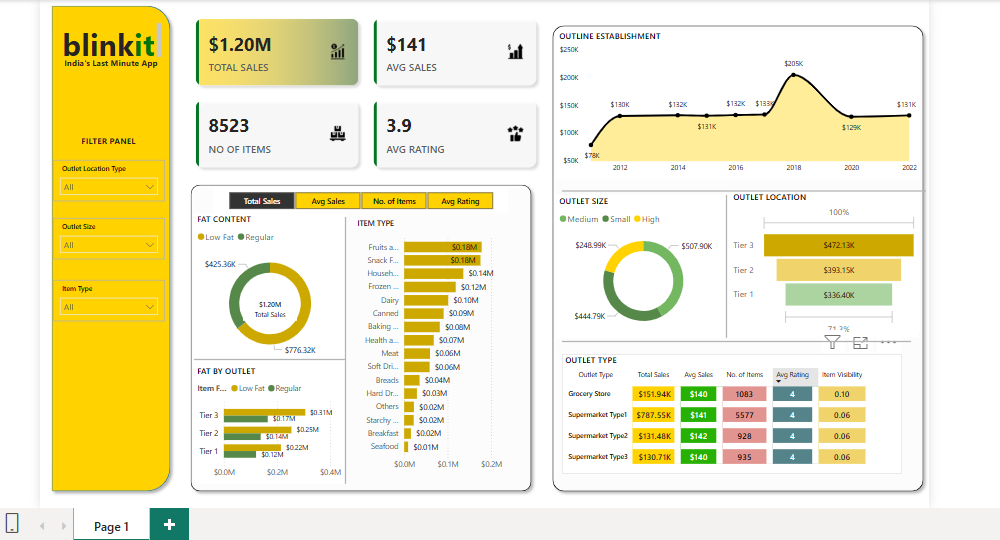 blinkit
India's Last Minute App
FILTER PANEL
Outlet Location Type
All
Outlet Size
All
Item Type
All
$1.20M
TOTAL SALES
$141
AVG SALES
8523
NO OF ITEMS
3.9
AVG RATING
Total Sales Avg Sales No. of Items Avg Rating
FAT CONTENT
Low Fat Regular
$425.36K
$1.20M
Total Sales
$776.32K
FAT BY OUTLET
Item F... Low Fat Regular
Tier 3 $0.31M
$0.17M
Tier 2 $0.25M
$0.14M
Tier 1 $0.22M
$0.12M
$0.0M $0.2M $0.4M
ITEM TYPE
Fruits a... $0.18M
Snack F... $0.18M
Househ... $0.14M
Frozen ... $0.12M
Dairy $0.10M
Canned $0.09M
Baking ... $0.08M
Health a... $0.07M
Meat $0.06M
Soft Dri... $0.06M
Breads $0.04M
Hard Dr... $0.03M
Others $0.02M
Starchy ... $0.02M
Breakfast $0.02M
Seafood $0.01M
$0.0M $0.1M $0.2M
OUTLINE ESTABLISHMENT
$250K
$200K
$150K
$100K
$50K
$78K $130K $132K $131K $132K $133K $205K $129K $131K
2012 2014 2016 2018 2020 2022
OUTLET SIZE
Medium Small High
$248.99K
$507.90K
$444.79K
OUTLET LOCATION
100%
Tier 3 $472.13K
Tier 2 $393.15K
Tier 1 $336.40K
71.3%
OUTLET TYPE
Outlet Type Total Sales Avg Sales No. of Items Avg Rating Item Visibility
Grocery Store $151.94K $140 1083 4 0.10
Supermarket Type1 $787.55K $141 5577 4 0.06
Supermarket Type2 $131.48K $142 928 4 0.06
Supermarket Type3 $130.71K $140 935 4 0.06
Page 1
+